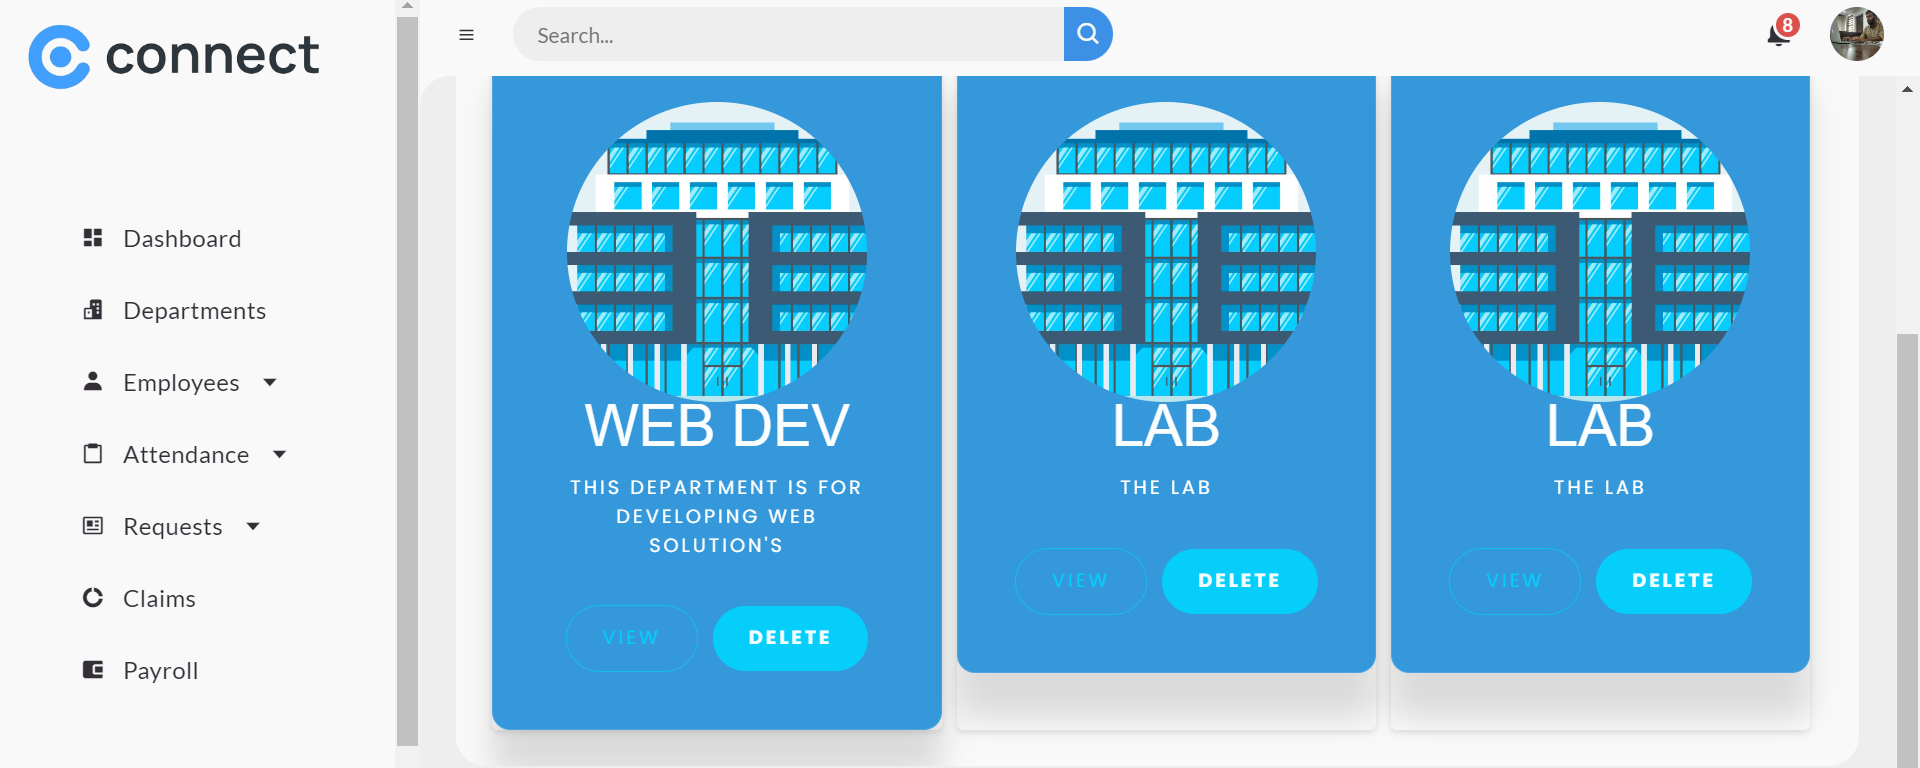 connect
Search...
8
Dashboard
Departments
Employees
Attendance
Requests
Claims
Payroll
WEB DEV
THIS DEPARTMENT IS FOR
DEVELOPING WEB
SOLUTION'S
VIEW
DELETE
LAB
THE LAB
VIEW
DELETE
LAB
THE LAB
VIEW
DELETE